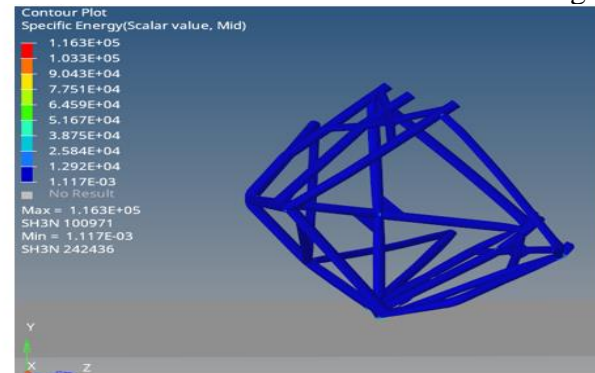 Contour Plot
Specific Energy(Scalar value, Mid)
1.163E+05
1.033E+05
9.043E+04
7.751E+04
6.459E+04
5.167E+04
3.875E+04
2.584E+04
1.292E+04
1.117E-03
No Result
Max = 1.163E+05
SH3N 100971
Min = 1.117E-03
SH3N 242436
Y
X Z